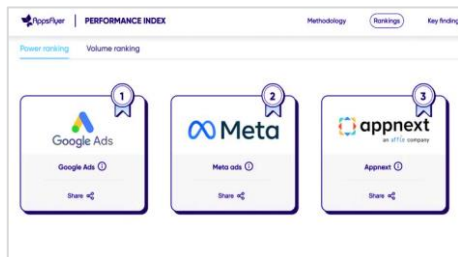 AppsFlyer | PERFORMANCE INDEX Methodology Rankings Key finding
Power ranking Volume ranking
1 2 3
Google Ads Meta appnext
an affle company
Google Ads Meta ads Appnext
Share Share Share